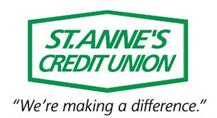 ST. ANNE'S
CREDIT UNION
“We’re making a difference.”